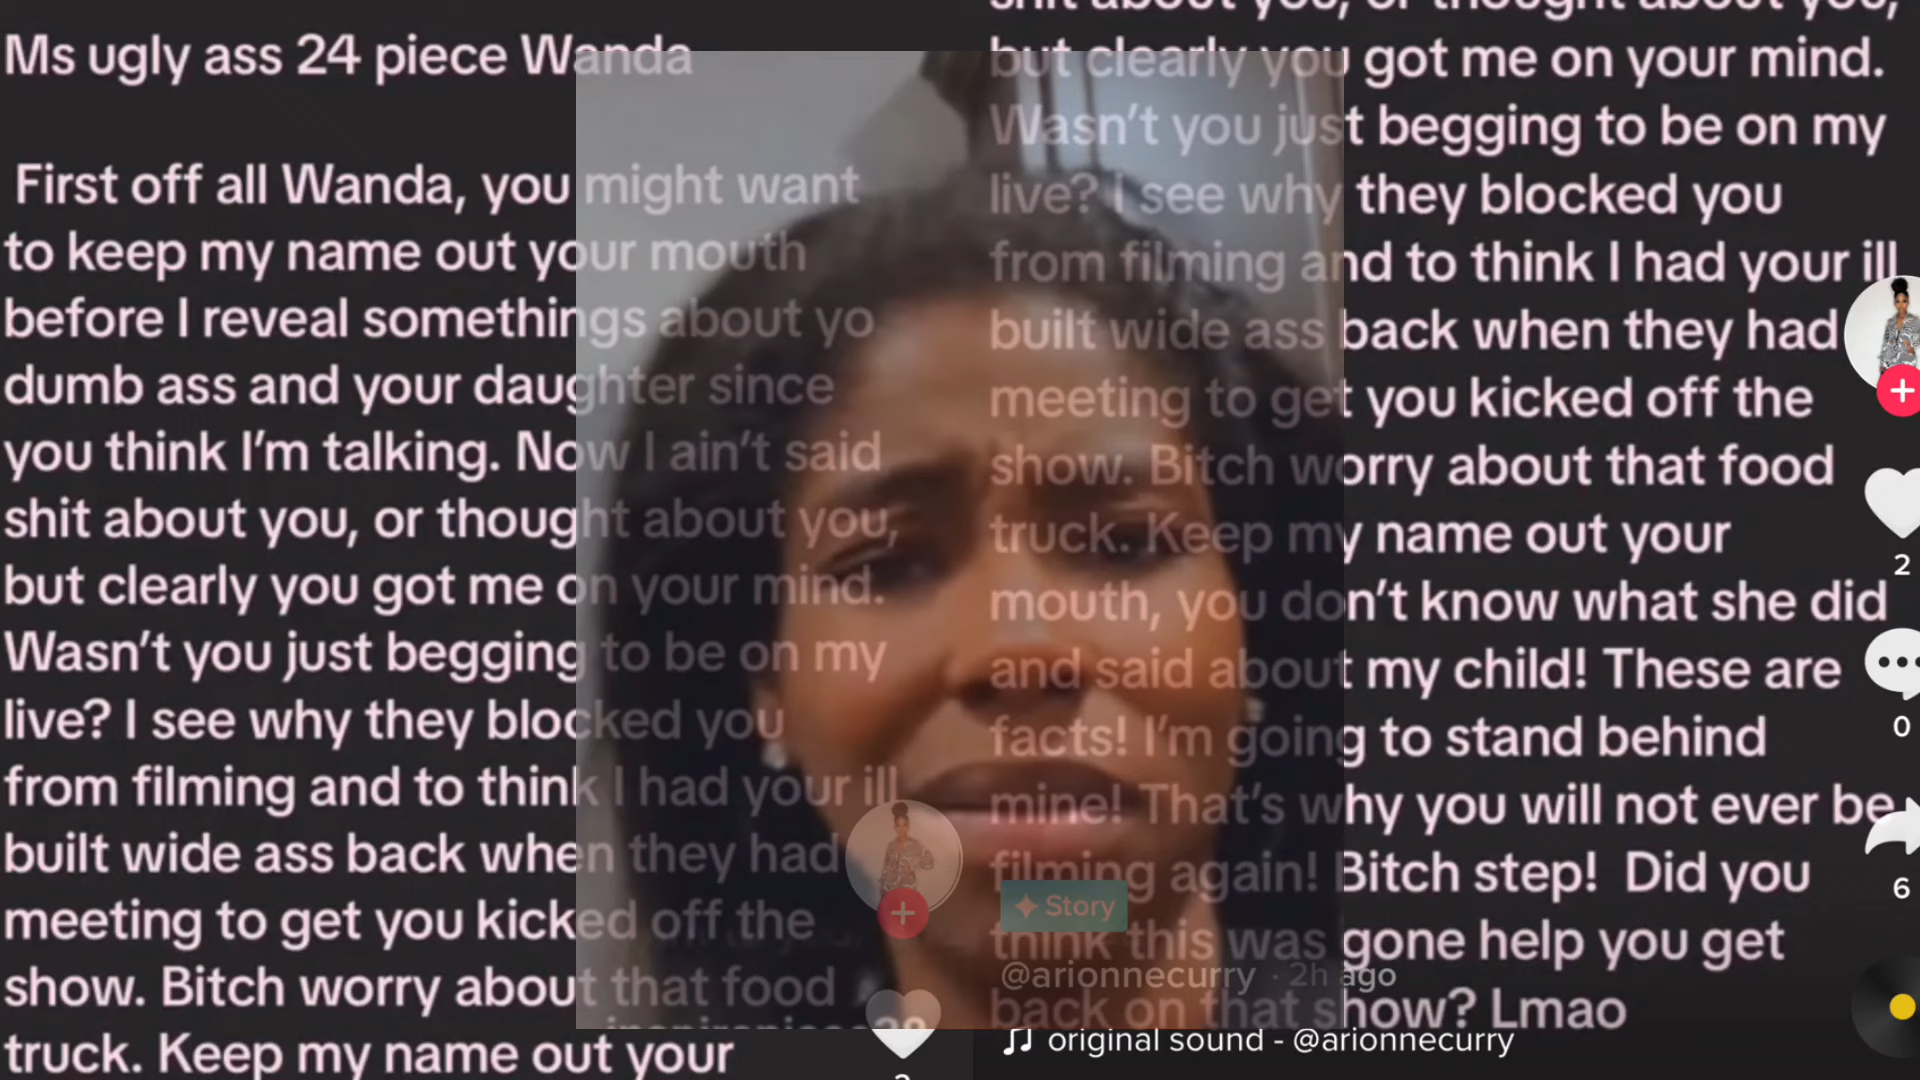 Ms ugly ass 24 piece Wanda
First off all Wanda, you might want
to keep my name out your mouth
before I reveal somethings about yo
dumb ass and your daughter since
you think I'm talking. Now I ain't said
shit about you, or thought about you,
but clearly you got me on your mind.
Wasn't you just begging to be on my
live? I see why they blocked you
from filming and to think I had your ill
built wide ass back when they had
meeting to get you kicked off the
show. Bitch worry about that food
truck. Keep my name out your
shit about you, or thought about you,
but clearly you got me on your mind.
Wasn't you just begging to be on my
live? I see why they blocked you
from filming and to think I had your ill
built wide ass back when they had
meeting to get you kicked off the
show. Bitch worry about that food
truck. Keep my name out your
mouth, you don't know what she did
and said about my child! These are
facts! I'm going to stand behind
mine! That's why you will not ever be
filming again! Bitch step! Did you
think this was gone help you get
back on that show? Lmao
Story
@arionnecurry · 2h ago
original sound - @arionnecurry
2
0
6